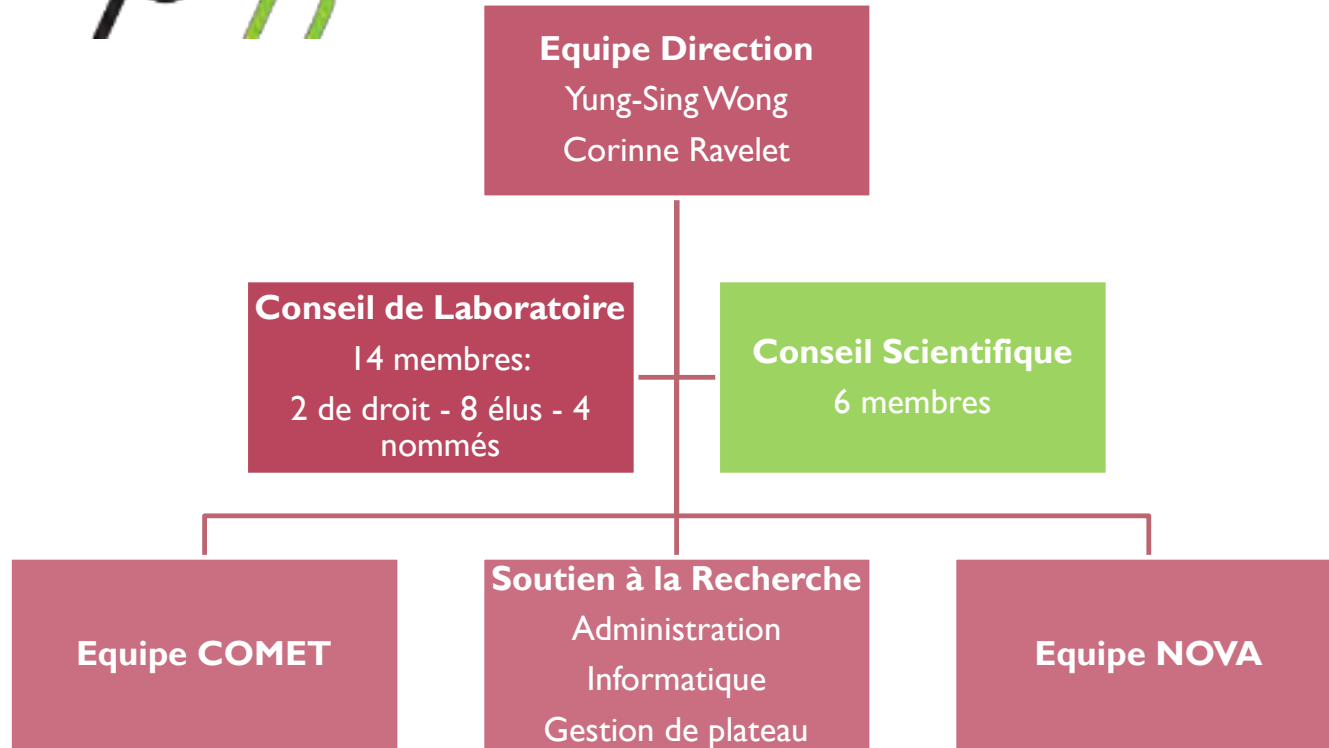 Equipe Direction
Yung-Sing Wong
Corinne Ravelet
Conseil de Laboratoire
14 membres:
2 de droit - 8 élus - 4
nommés
Conseil Scientifique
6 membres
Equipe COMET
Soutien à la Recherche
Administration
Informatique
Gestion de plateau
Equipe NOVA